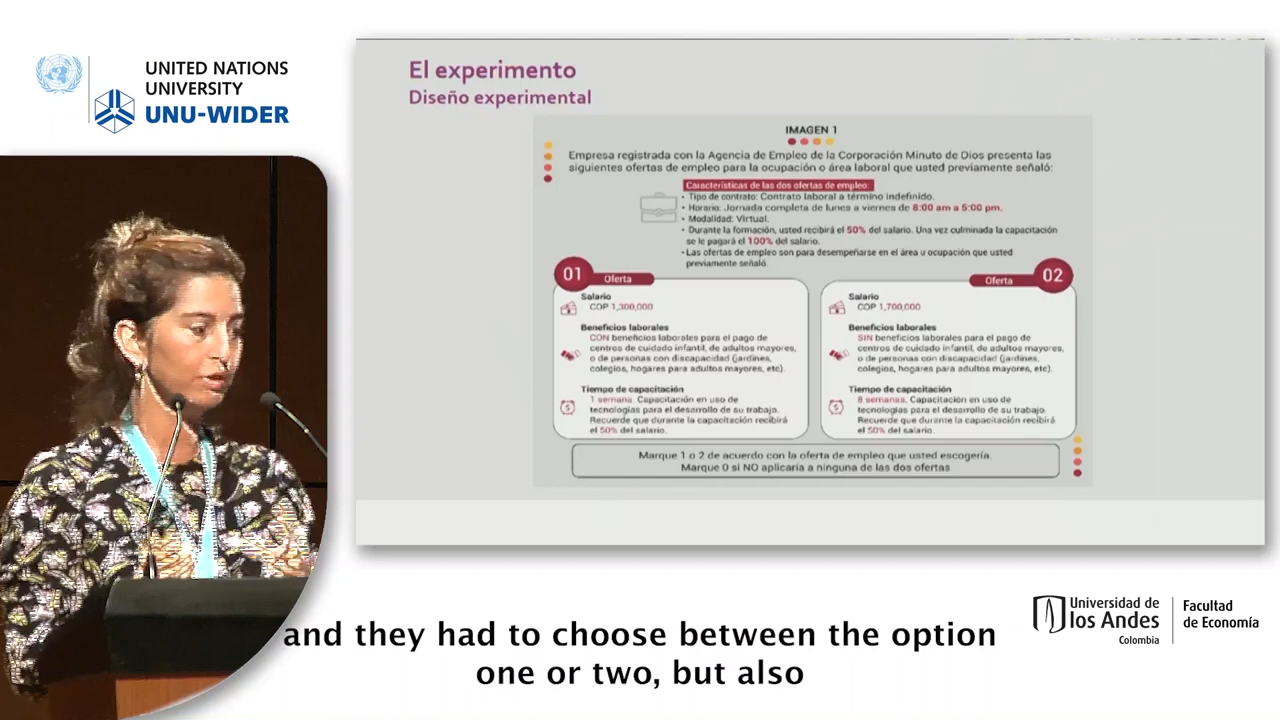 UNITED NATIONS
UNIVERSITY
UNU-WIDER
El experimento
Diseño experimental
IMAGEN 1
Empresa registrada con la Agencia de Empleo de la Corporación Minuto de Dios presenta las
siguientes ofertas de empleo para la ocupación o área laboral que usted previamente señaló:
Características de las dos ofertas de empleo:
• Tipo de contrato: Contrato laboral a término indefinido.
• Horario: Jornada completa de lunes a viernes de 8:00 am a 5:00 pm.
• Modalidad: Virtual.
• Durante la formación, usted recibirá el 50% del salario. Una vez culminada la capacitación
se le pagará el 100% del salario.
• Las ofertas de empleo son para desempeñarse en el área u ocupación que usted
previamente señaló.
01 Oferta
Salario
COP 1,300,000
Beneficios laborales
CON beneficios laborales para el pago de
centros de cuidado infantil, de adultos mayores,
o de personas con discapacidad (jardines,
colegios, hogares para adultos mayores, etc).
Tiempo de capacitación
1 semana. Capacitación en uso de
tecnologías para el desarrollo de su trabajo.
Recuerde que durante la capacitación recibirá
el 50% del salario.
Oferta 02
Salario
COP 1,700,000
Beneficios laborales
SIN beneficios laborales para el pago de
centros de cuidado infantil, de adultos mayores,
o de personas con discapacidad (jardines,
colegios, hogares para adultos mayores, etc).
Tiempo de capacitación
8 semanas. Capacitación en uso de
tecnologías para el desarrollo de su trabajo.
Recuerde que durante la capacitación recibirá
el 50% del salario.
Marque 1 o 2 de acuerdo con la oferta de empleo que usted escogería.
Marque 0 si NO aplicaría a ninguna de las dos ofertas
and they had to choose between the option
one or two, but also
Universidad de
los Andes
Colombia
Facultad
de Economía